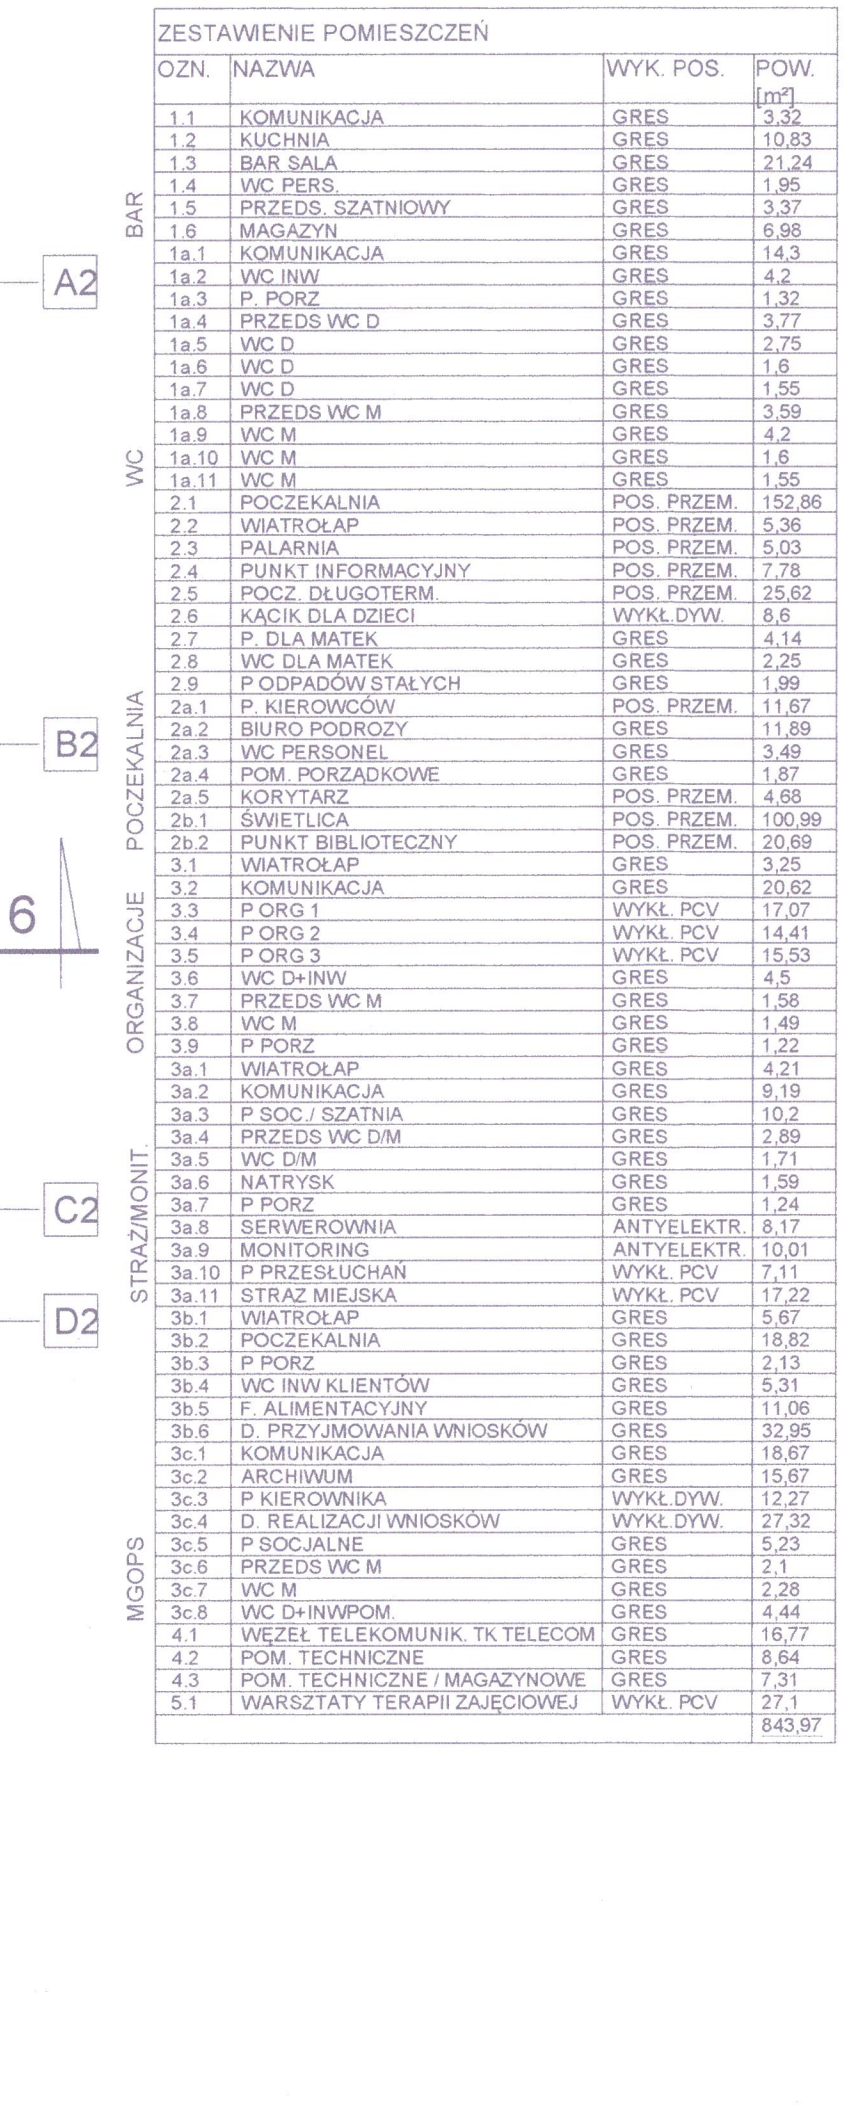 ZESTAWIENIE POMIESZCZEŃ
OZN. NAZWA WYK. POS. POW. [m²]
1.1 KOMUNIKACJA GRES 3,32
1.2 KUCHNIA GRES 10,83
1.3 BAR SALA GRES 21,24
1.4 WC PERS. GRES 1,95
1.5 PRZEDS. SZATNIOWY GRES 3,37
1.6 MAGAZYN GRES 6,98
BAR
1a.1 KOMUNIKACJA GRES 14,3
A2
1a.2 WC INW GRES 4,2
1a.3 P. PORZ GRES 1,32
1a.4 PRZEDS WC D GRES 3,77
1a.5 WC D GRES 2,75
1a.6 WC D GRES 1,6
1a.7 WC D GRES 1,55
1a.8 PRZEDS WC M GRES 3,59
1a.9 WC M GRES 4,2
1a.10 WC M GRES 1,6
1a.11 WC M GRES 1,55
WC
2.1 POCZEKALNIA POS. PRZEM. 152,86
2.2 WIATROŁAP POS. PRZEM. 5,36
2.3 PALARNIA POS. PRZEM. 5,03
2.4 PUNKT INFORMACYJNY POS. PRZEM. 7,78
2.5 POCZ. DŁUGOTERM. POS. PRZEM. 25,62
2.6 KĄCIK DLA DZIECI WYKŁ.DYW. 8,6
2.7 P. DLA MATEK GRES 4,14
2.8 WC DLA MATEK GRES 2,25
2.9 P ODPADÓW STAŁYCH GRES 1,99
2a.1 P. KIEROWCÓW POS. PRZEM. 11,67
2a.2 BIURO PODROZY GRES 11,89
B2
2a.3 WC PERSONEL GRES 3,49
2a.4 POM. PORZĄDKOWE GRES 1,87
2a.5 KORYTARZ POS. PRZEM. 4,68
2b.1 ŚWIETLICA POS. PRZEM. 100,99
2b.2 PUNKT BIBLIOTECZNY POS. PRZEM. 20,69
POCZEKALNIA
3.1 WIATROŁAP GRES 3,25
3.2 KOMUNIKACJA GRES 20,62
3.3 P ORG 1 WYKŁ. PCV 17,07
6
3.4 P ORG 2 WYKŁ. PCV 14,41
3.5 P ORG 3 WYKŁ. PCV 15,53
3.6 WC D+INW GRES 4,5
3.7 PRZEDS WC M GRES 1,58
3.8 WC M GRES 1,49
3.9 P PORZ GRES 1,22
ORGANIZACJE
3a.1 WIATROŁAP GRES 4,21
3a.2 KOMUNIKACJA GRES 9,19
3a.3 P SOC./ SZATNIA GRES 10,2
3a.4 PRZEDS WC D/M GRES 2,89
3a.5 WC D/M GRES 1,71
3a.6 NATRYSK GRES 1,59
3a.7 P PORZ GRES 1,24
C2
3a.8 SERWEROWNIA ANTYELEKTR. 8,17
3a.9 MONITORING ANTYELEKTR. 10,01
3a.10 P PRZESŁUCHAŃ WYKŁ. PCV 7,11
3a.11 STRAZ MIEJSKA WYKŁ. PCV 17,22
STRAŻ/MONIT.
3b.1 WIATROŁAP GRES 5,67
D2
3b.2 POCZEKALNIA GRES 18,82
3b.3 P PORZ GRES 2,13
3b.4 WC INW KLIENTÓW GRES 5,31
3b.5 F. ALIMENTACYJNY GRES 11,06
3b.6 D. PRZYJMOWANIA WNIOSKÓW GRES 32,95
3c.1 KOMUNIKACJA GRES 18,67
3c.2 ARCHIWUM GRES 15,67
3c.3 P KIEROWNIKA WYKŁ.DYW. 12,27
3c.4 D. REALIZACJI WNIOSKÓW WYKŁ.DYW. 27,32
3c.5 P SOCJALNE GRES 5,23
3c.6 PRZEDS WC M GRES 2,1
3c.7 WC M GRES 2,28
3c.8 WC D+INWPOM. GRES 4,44
MGOPS
4.1 WĘZEŁ TELEKOMUNIK. TK TELECOM GRES 16,77
4.2 POM. TECHNICZNE GRES 8,64
4.3 POM. TECHNICZNE / MAGAZYNOWE GRES 7,31
5.1 WARSZTATY TERAPII ZAJĘCIOWEJ WYKŁ. PCV 27,1
843,97